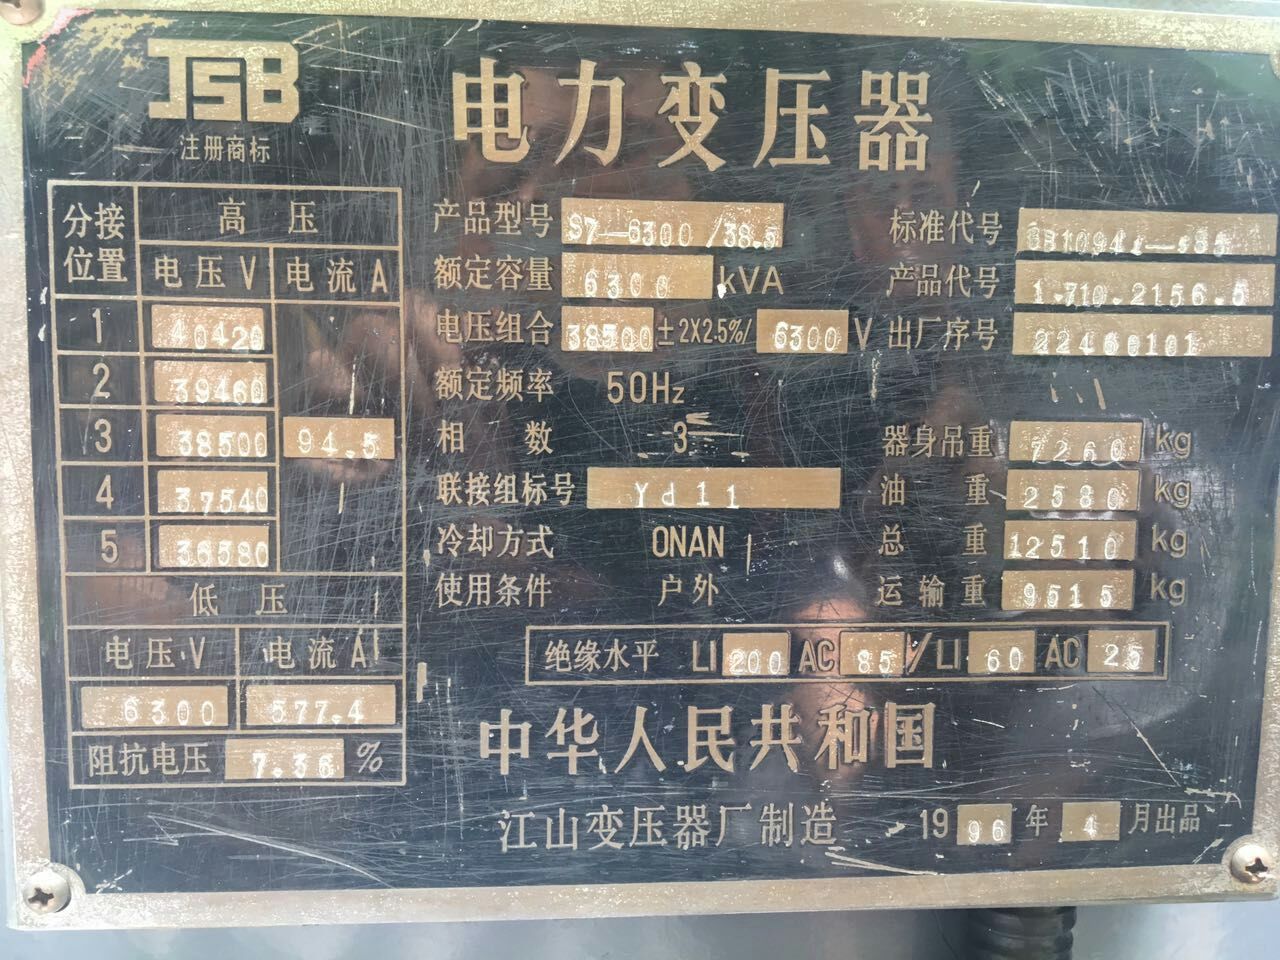 JSB
注册商标
电力变压器
分接位置 高压
电压V 电流A
1 40420
2 39460
3 38500 94.5
4 37540
5 36580
低压
电压V 电流A
6300 577.4
阻抗电压 7.36 %
产品型号 S7—6300/38.5
额定容量 6300 kVA
电压组合 38500 ±2X2.5%/ 6300 V
额定频率 50Hz
相数 3
联接组标号 Yd11
冷却方式 ONAN
使用条件 户外
标准代号
产品代号 1.710.2156.5
出厂序号 22460101
器身吊重 7260 kg
油重 2580 kg
总重 12510 kg
运输重 9515 kg
绝缘水平 LI 200 AC 85 / LI 60 AC 25
中华人民共和国
江山变压器厂制造 1996年 4月出品